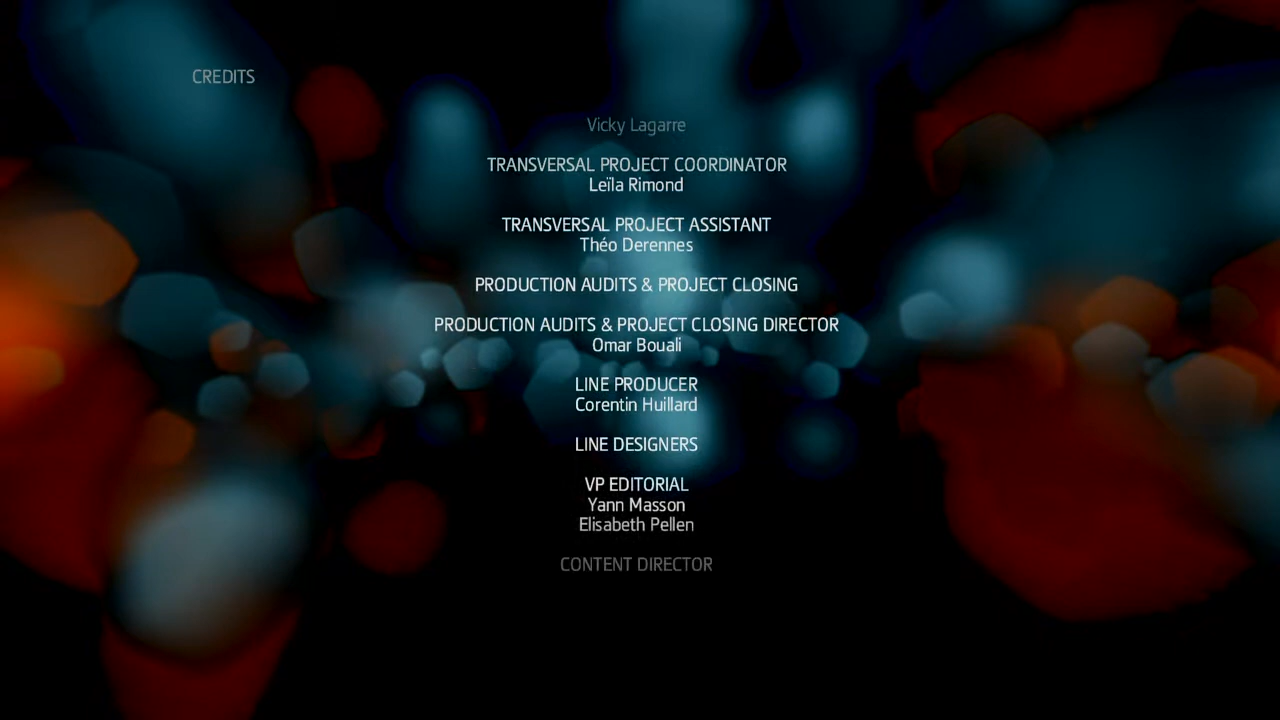 CREDITS
Vicky Lagarre
TRANSVERSAL PROJECT COORDINATOR
Leïla Rimond
TRANSVERSAL PROJECT ASSISTANT
Théo Derennes
PRODUCTION AUDITS & PROJECT CLOSING
PRODUCTION AUDITS & PROJECT CLOSING DIRECTOR
Omar Bouali
LINE PRODUCER
Corentin Huillard
LINE DESIGNERS
VP EDITORIAL
Yann Masson
Elisabeth Pellen
CONTENT DIRECTOR